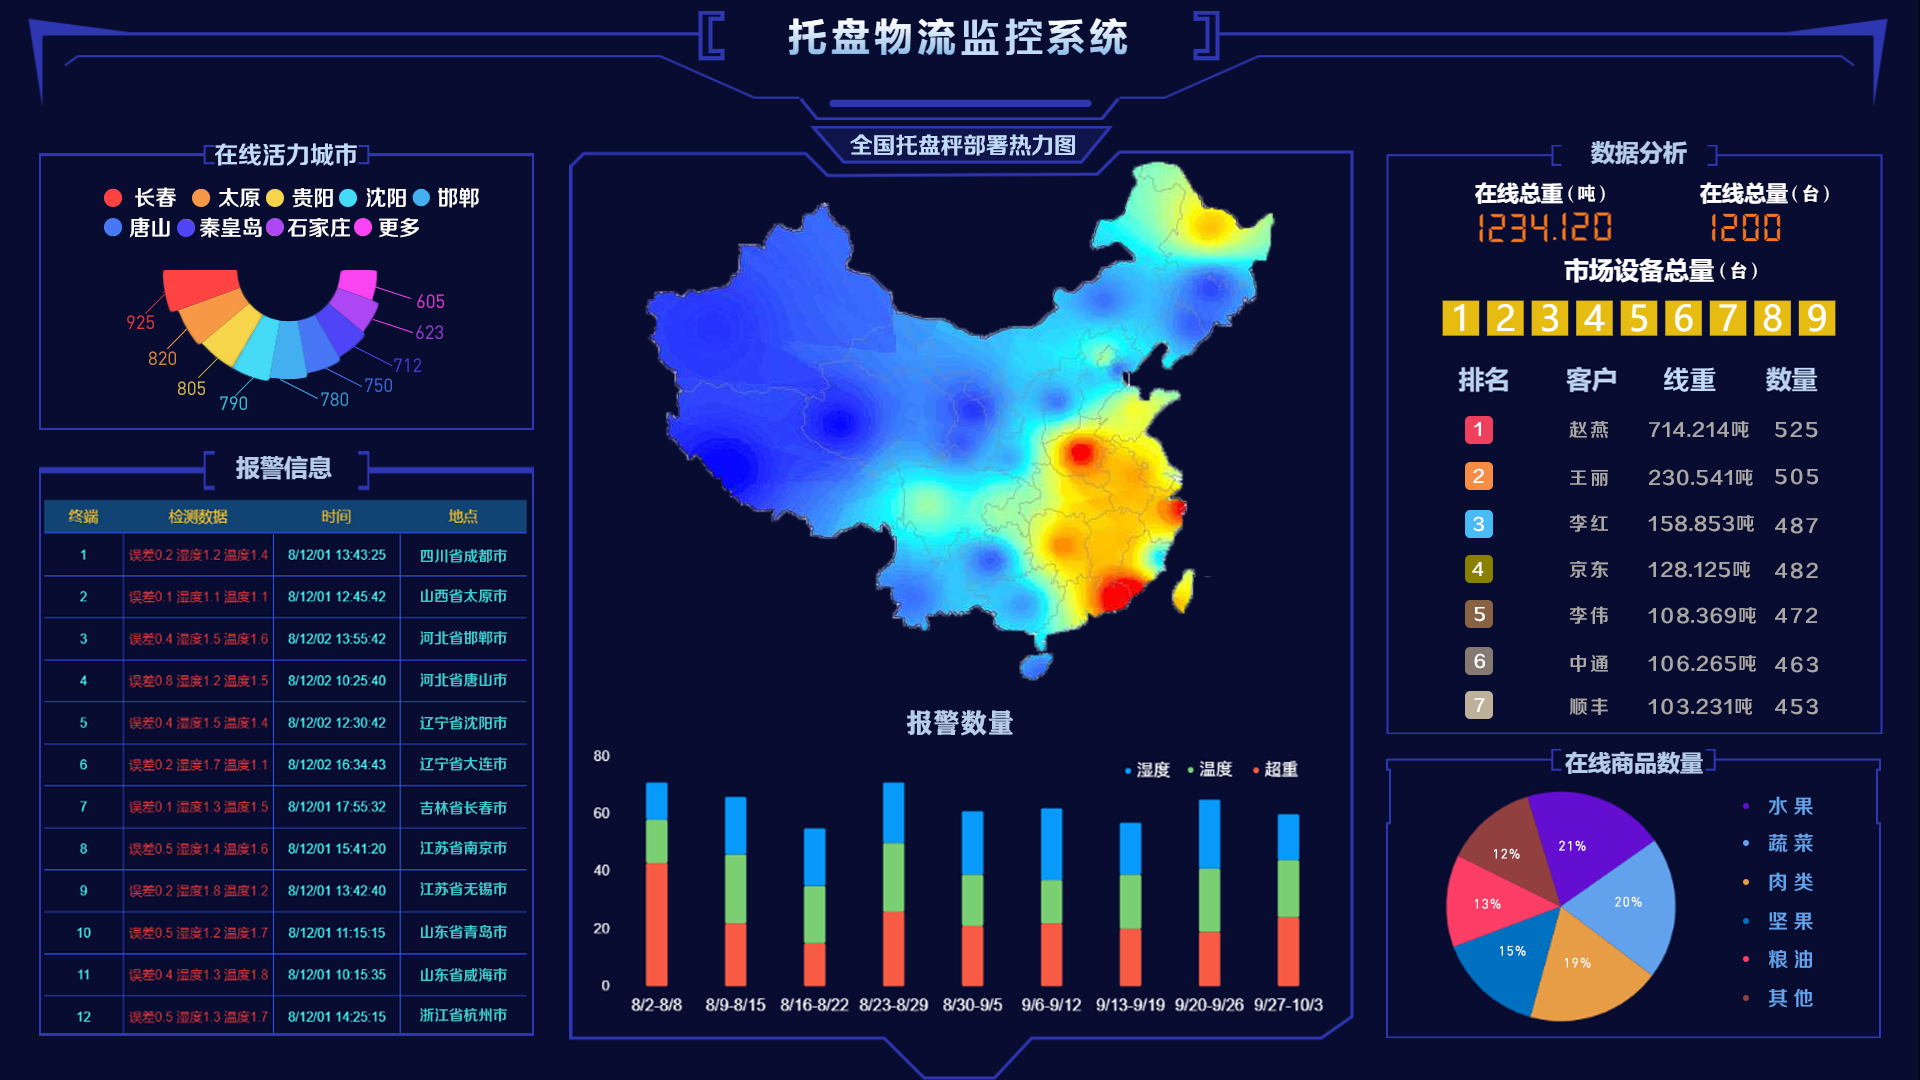 托盘物流监控系统
全国托盘秤部署热力图
在线活力城市
长春 太原 贵阳 沈阳 邯郸
唐山 秦皇岛 石家庄 更多
925
820
805
790
780
750
712
623
605
报警信息
终端 检测数据 时间 地点
1 误差0.2 湿度1.2 温度1.4 8/12/01 13:43:25 四川省成都市
2 误差0.1 湿度1.1 温度1.1 8/12/01 12:45:42 山西省太原市
3 误差0.4 湿度1.5 温度1.6 8/12/02 13:55:42 河北省邯郸市
4 误差0.8 湿度1.2 温度1.5 8/12/02 10:25:40 河北省唐山市
5 误差0.4 湿度1.5 温度1.4 8/12/02 12:30:42 辽宁省沈阳市
6 误差0.2 湿度1.7 温度1.1 8/12/02 16:34:43 辽宁省大连市
7 误差0.1 湿度1.3 温度1.5 8/12/01 17:55:32 吉林省长春市
8 误差0.5 湿度1.4 温度1.6 8/12/01 15:41:20 江苏省南京市
9 误差0.2 湿度1.8 温度1.2 8/12/01 13:42:40 江苏省无锡市
10 误差0.5 湿度1.2 温度1.7 8/12/01 11:15:15 山东省青岛市
11 误差0.4 湿度1.3 温度1.8 8/12/01 10:15:35 山东省威海市
12 误差0.5 湿度1.3 温度1.7 8/12/01 14:25:15 浙江省杭州市
报警数量
湿度 温度 超重
80
60
40
20
0
8/2-8/8 8/9-8/15 8/16-8/22 8/23-8/29 8/30-9/5 9/6-9/12 9/13-9/19 9/20-9/26 9/27-10/3
数据分析
在线总重(吨) 在线总量(台)
1234.120 1200
市场设备总量(台)
1 2 3 4 5 6 7 8 9
排名 客户 线重 数量
1 赵燕 714.214吨 525
2 王丽 230.541吨 505
3 李红 158.853吨 487
4 京东 128.125吨 482
5 李伟 108.369吨 472
6 中通 106.265吨 463
7 顺丰 103.231吨 453
在线商品数量
21%
20%
19%
15%
13%
12%
水果
蔬菜
肉类
坚果
粮油
其他